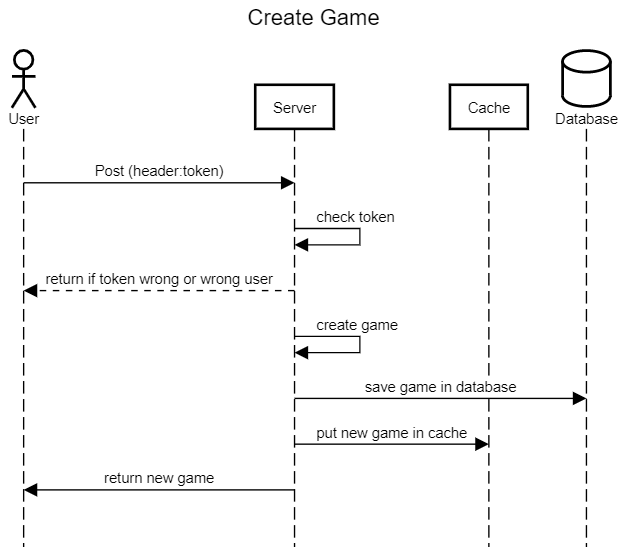 Create Game
User
Server
Cache
Database
Post (header:token)
check token
return if token wrong or wrong user
create game
save game in database
put new game in cache
return new game